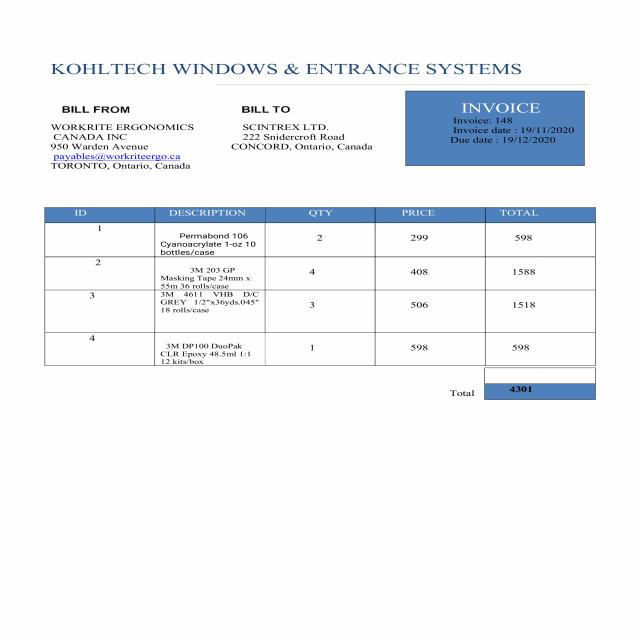 KOHLTECH WINDOWS & ENTRANCE SYSTEMS
BILL FROM
WORKRITE ERGONOMICS
CANADA INC
950 Warden Avenue
payables@workriteergo.ca
TORONTO, Ontario, Canada
BILL TO
SCINTREX LTD.
222 Snidercroft Road
CONCORD, Ontario, Canada
INVOICE
Invoice: 148
Invoice date : 19/11/2020
Due date : 19/12/2020
ID DESCRIPTION QTY PRICE TOTAL
1
Permabond 106
Cyanoacrylate 1-oz 10
bottles/case
2 299 598
2
3M 203 GP
Masking Tape 24mm x
55m 36 rolls/case
4 408 1588
3
3M 4611 VHB D/C
GREY 1/2"x36yds.045"
18 rolls/case
3 506 1518
4
3M DP100 DuoPak
CLR Epoxy 48.5ml 1:1
12 kits/box
1 598 598
Total 4301